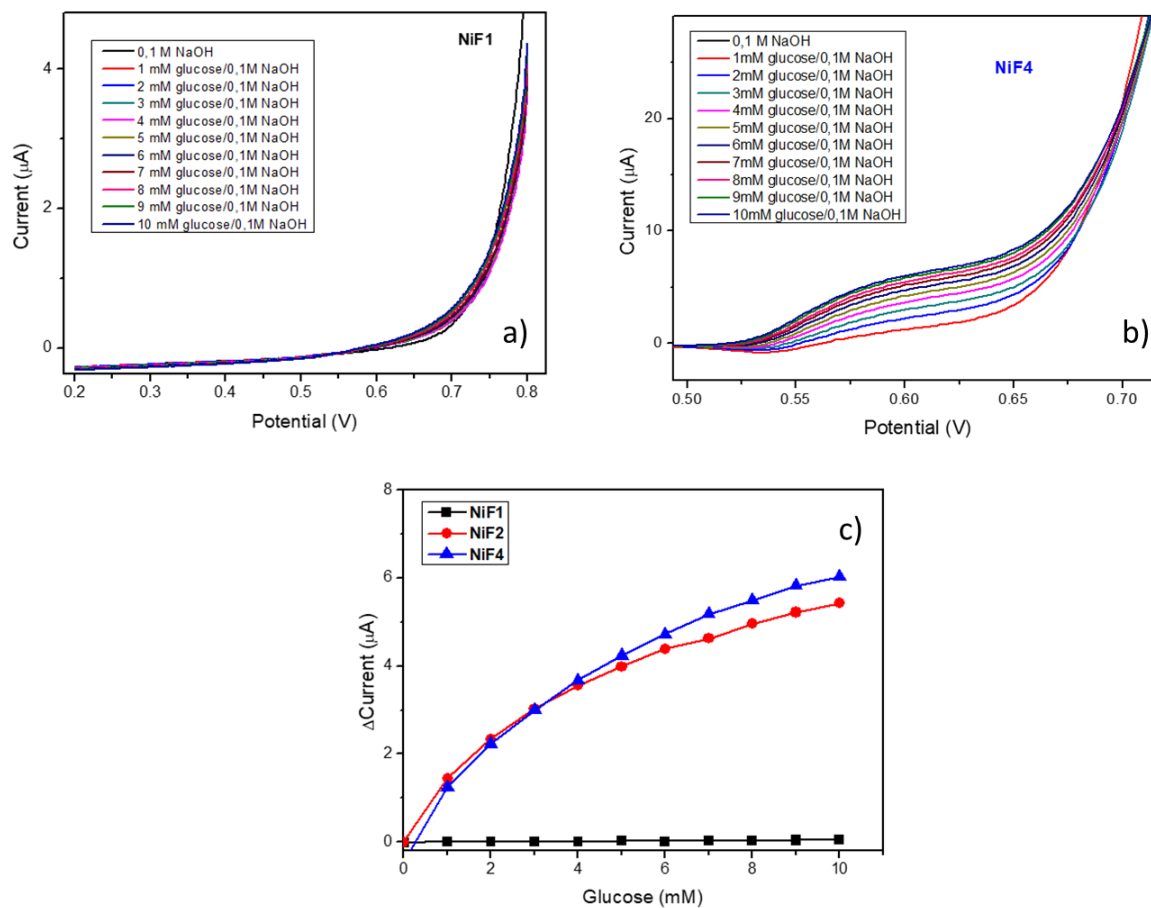 NiF1
0,1 M NaOH
1 mM glucose/0,1M NaOH
2 mM glucose/0,1M NaOH
3 mM glucose/0,1M NaOH
4 mM glucose/0,1M NaOH
5 mM glucose/0,1M NaOH
6 mM glucose/0,1M NaOH
7 mM glucose/0,1M NaOH
8 mM glucose/0,1M NaOH
9 mM glucose/0,1M NaOH
10 mM glucose/0,1M NaOH
a)
Current (μA)
4
2
0
0.2 0.3 0.4 0.5 0.6 0.7 0.8
Potential (V)
NiF4
0,1 M NaOH
1mM glucose/0,1M NaOH
2mM glucose/0,1M NaOH
3mM glucose/0,1M NaOH
4mM glucose/0,1M NaOH
5mM glucose/0,1M NaOH
6mM glucose/0,1M NaOH
7mM glucose/0,1M NaOH
8mM glucose/0,1M NaOH
9mM glucose/0,1M NaOH
10mM glucose/0,1M NaOH
b)
Current (μA)
20
10
0
0.50 0.55 0.60 0.65 0.70
Potential (V)
NiF1
NiF2
NiF4
c)
ΔCurrent (μA)
8
6
4
2
0
0 2 4 6 8 10
Glucose (mM)